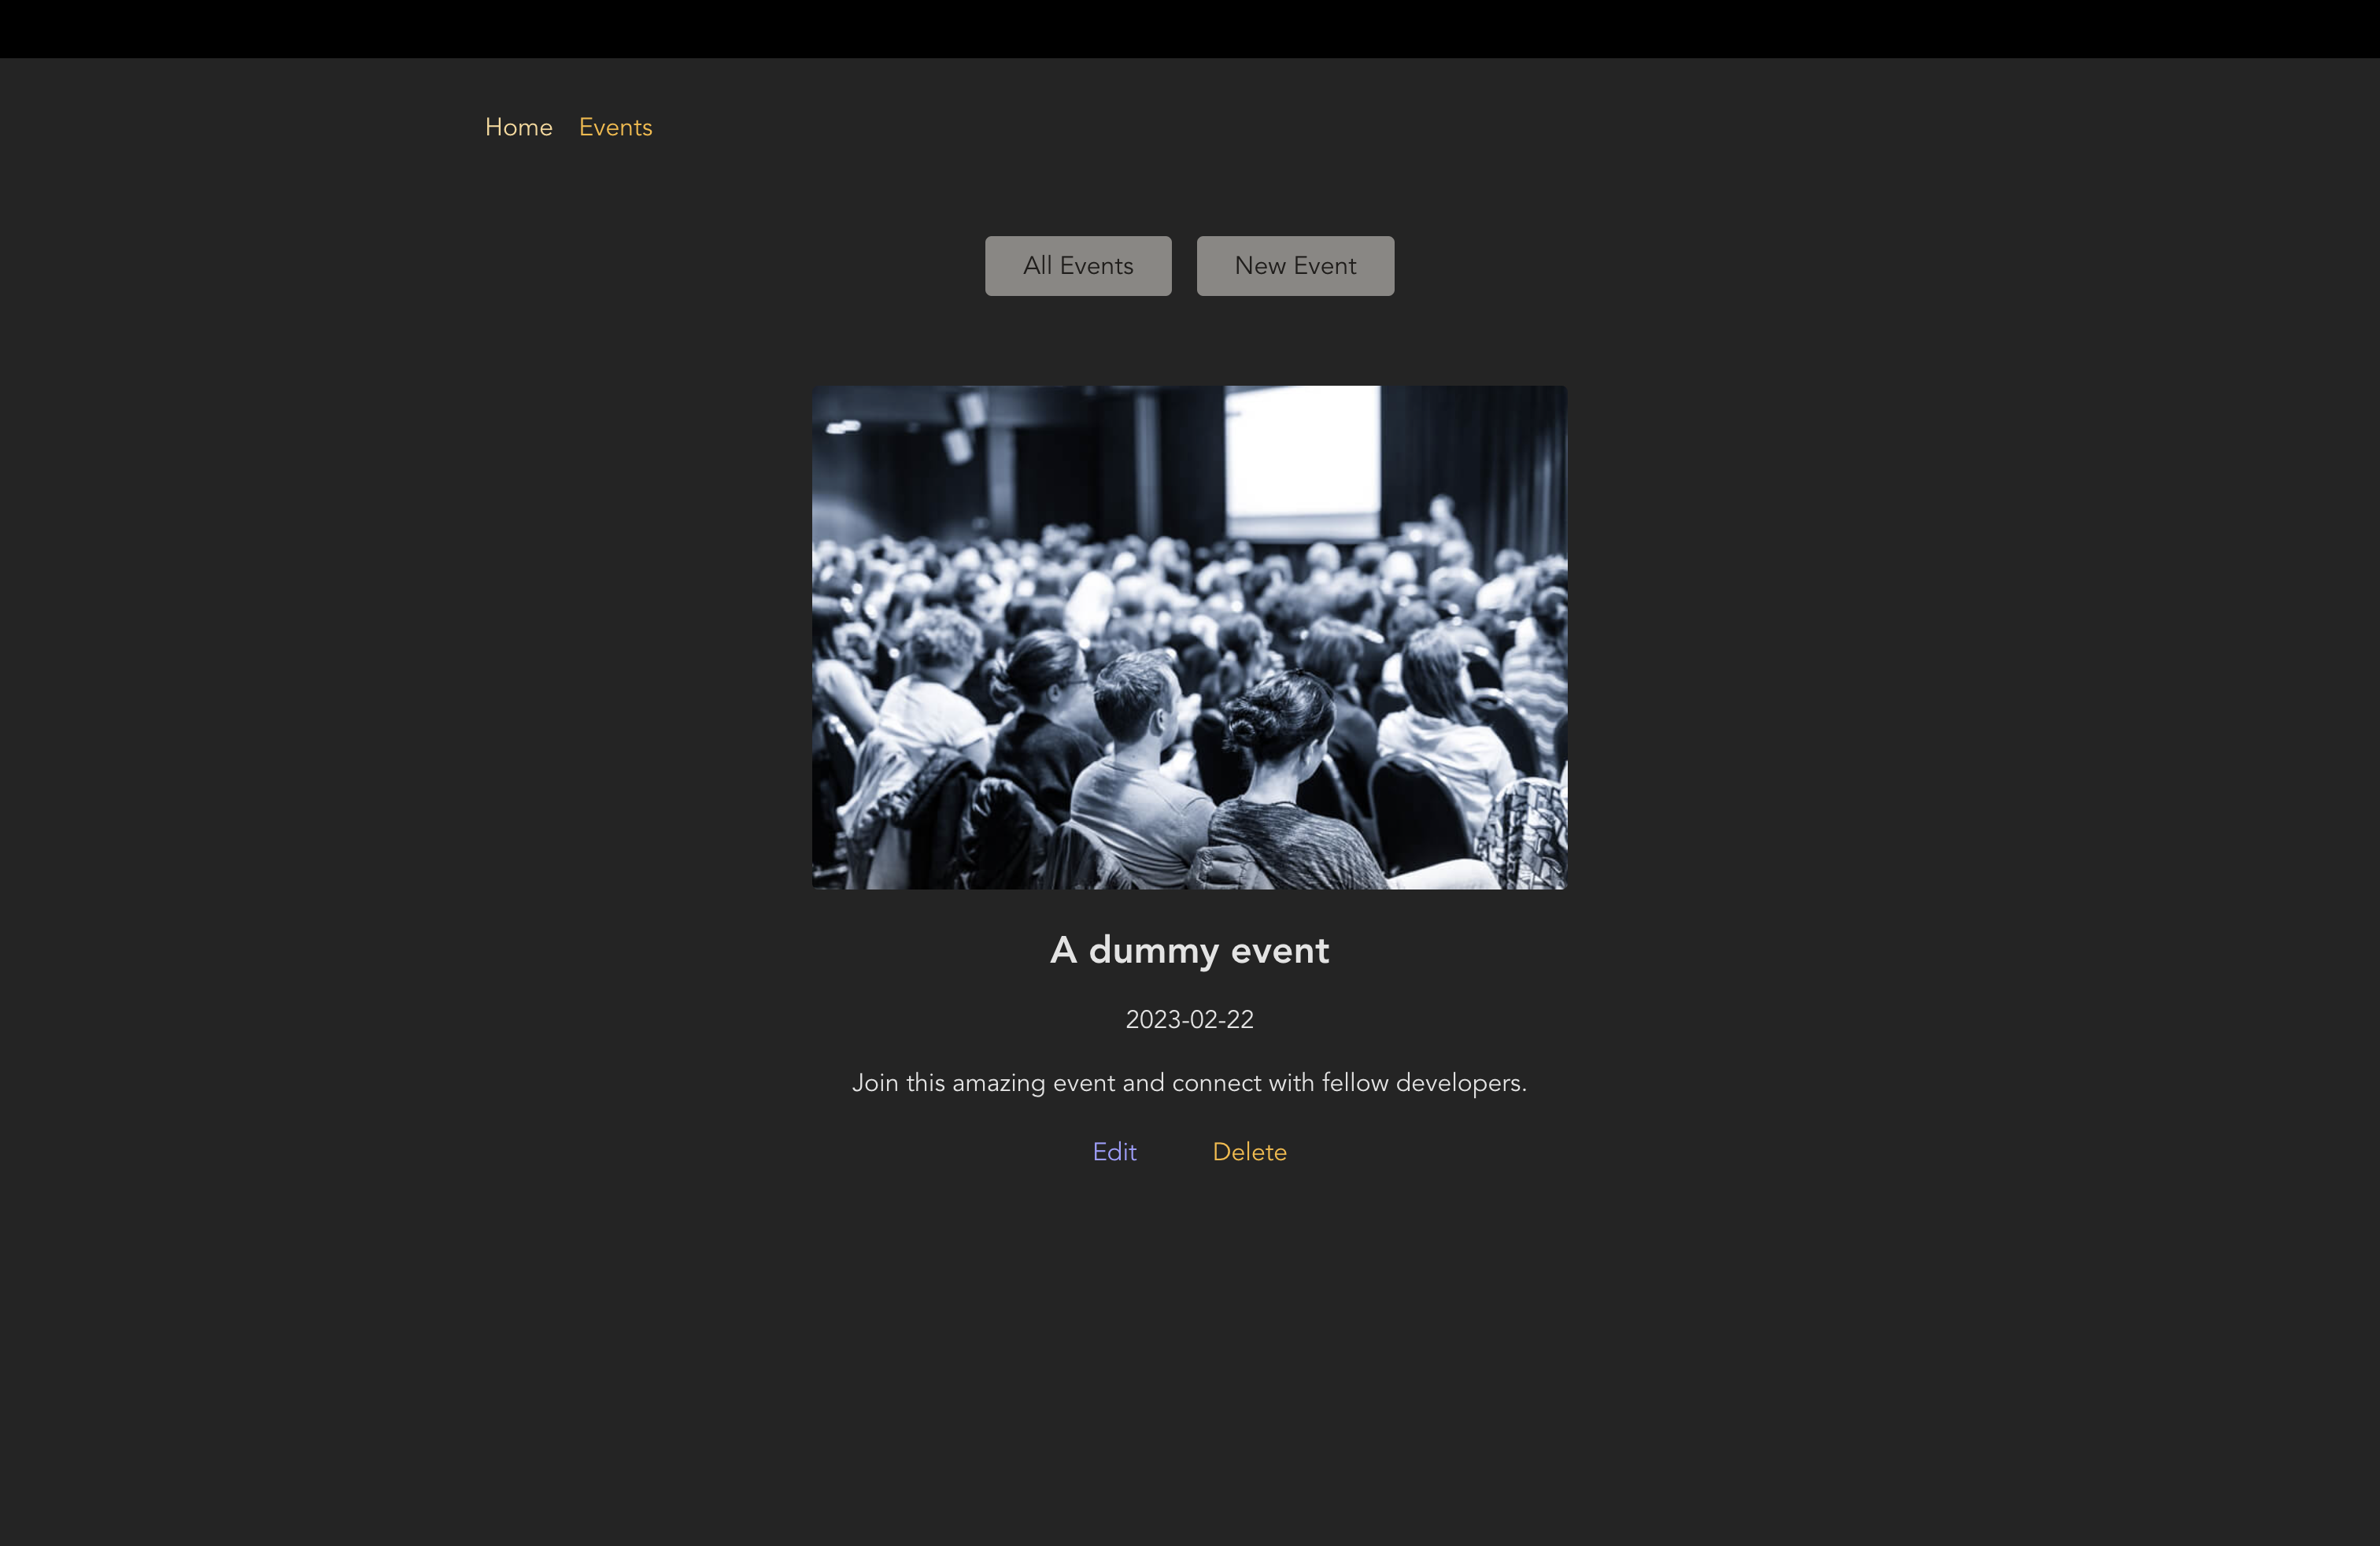 Home Events
All Events New Event
A dummy event
2023-02-22
Join this amazing event and connect with fellow developers.
Edit Delete